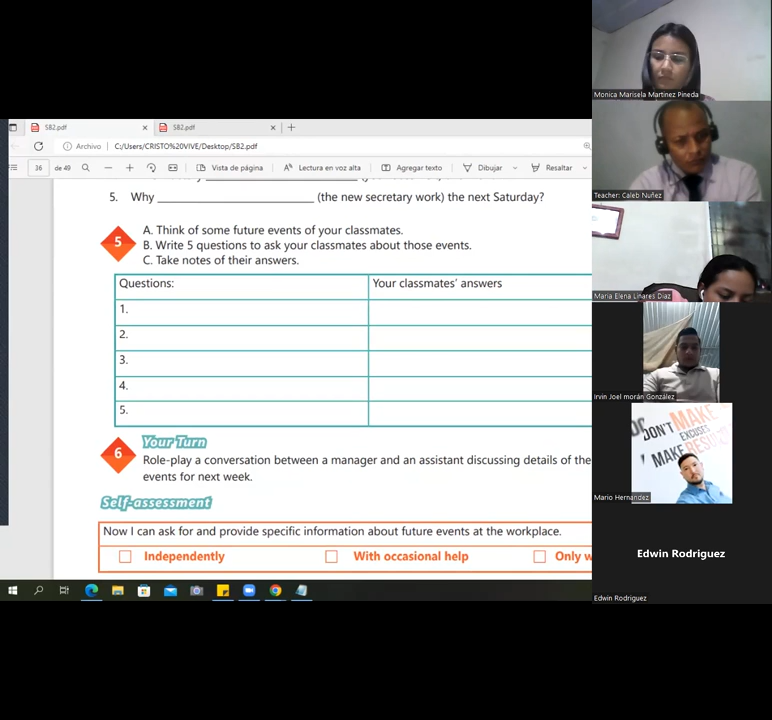 SB2.pdf
SB2.pdf
Archivo
C:/Users/CRISTO%20VIVE/Desktop/SB2.pdf
36 de 49
Vista de página
Lectura en voz alta
Agregar texto
Dibujar
Resaltar
5. Why ____________________ (the new secretary work) the next Saturday?
5
A. Think of some future events of your classmates.
B. Write 5 questions to ask your classmates about those events.
C. Take notes of their answers.
Questions:
Your classmates' answers
1.
2.
3.
4.
5.
6
Your Turn
Role-play a conversation between a manager and an assistant discussing details of the
events for next week.
Self-assessment
Now I can ask for and provide specific information about future events at the workplace.
Independently
With occasional help
Only w
Monica Marisela Martinez Pineda
Teacher: Caleb Nuñez
Maria Elena Linares Diaz
Irvin Joel morán González
DON'T MAKE
EXCUSES
MAKE
Mario Hernandez
Edwin Rodriguez
Edwin Rodriguez